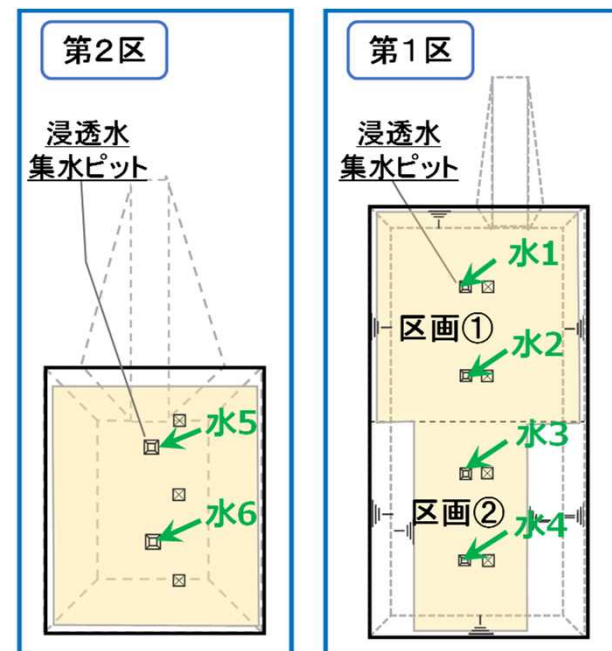 第2区
浸透水
集水ピット
水5
水6
第1区
浸透水
集水ピット
水1
区画①
水2
水3
区画②
水4